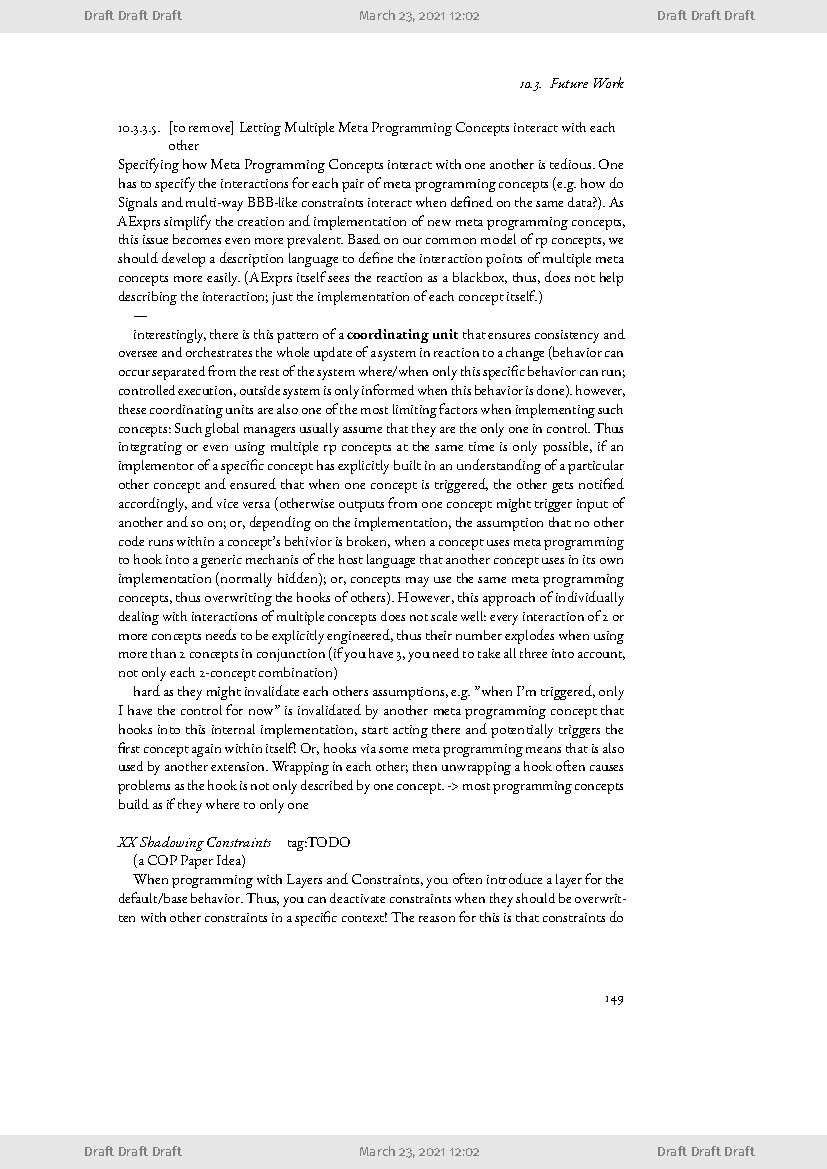 Draft Draft Draft March 23, 2021 12:02 Draft Draft Draft
10.3. Future Work
10.3.3.5. [to remove] Letting Multiple Meta Programming Concepts interact with each
other
Specifying how Meta Programming Concepts interact with one another is tedious. One
has to specify the interactions for each pair of meta programming concepts (e.g. how do
Signals and multi-way BBB-like constraints interact when defined on the same data?). As
AExprs simplify the creation and implementation of new meta programming concepts,
this issue becomes even more prevalent. Based on our common model of rp concepts, we
should develop a description language to define the interaction points of multiple meta
concepts more easily. (AExprs itself sees the reaction as a blackbox, thus, does not help
describing the interaction; just the implementation of each concept itself.)
—
interestingly, there is this pattern of a coordinating unit that ensures consistency and
oversee and orchestrates the whole update of a system in reaction to a change (behavior can
occur separated from the rest of the system where/when only this specific behavior can run;
controlled execution, outside system is only informed when this behavior is done). however,
these coordinating units are also one of the most limiting factors when implementing such
concepts: Such global managers usually assume that they are the only one in control. Thus
integrating or even using multiple rp concepts at the same time is only possible, if an
implementor of a specific concept has explicitly built in an understanding of a particular
other concept and ensured that when one concept is triggered, the other gets notified
accordingly, and vice versa (otherwise outputs from one concept might trigger input of
another and so on; or, depending on the implementation, the assumption that no other
code runs within a concept's behivior is broken, when a concept uses meta programming
to hook into a generic mechanis of the host language that another concept uses in its own
implementation (normally hidden); or, concepts may use the same meta programming
concepts, thus overwriting the hooks of others). However, this approach of individually
dealing with interactions of multiple concepts does not scale well: every interaction of 2 or
more concepts needs to be explicitly engineered, thus their number explodes when using
more than 2 concepts in conjunction (if you have 3, you need to take all three into account,
not only each 2-concept combination)
hard as they might invalidate each others assumptions, e.g. ”when I'm triggered, only
I have the control for now” is invalidated by another meta programming concept that
hooks into this internal implementation, start acting there and potentially triggers the
first concept again within itself! Or, hooks via some meta programming means that is also
used by another extension. Wrapping in each other; then unwrapping a hook often causes
problems as the hook is not only described by one concept. -> most programming concepts
build as if they where to only one
XX Shadowing Constraints tag:TODO
(a COP Paper Idea)
When programming with Layers and Constraints, you often introduce a layer for the
default/base behavior. Thus, you can deactivate constraints when they should be overwrit-
ten with other constraints in a specific context! The reason for this is that constraints do
149
Draft Draft Draft March 23, 2021 12:02 Draft Draft Draft